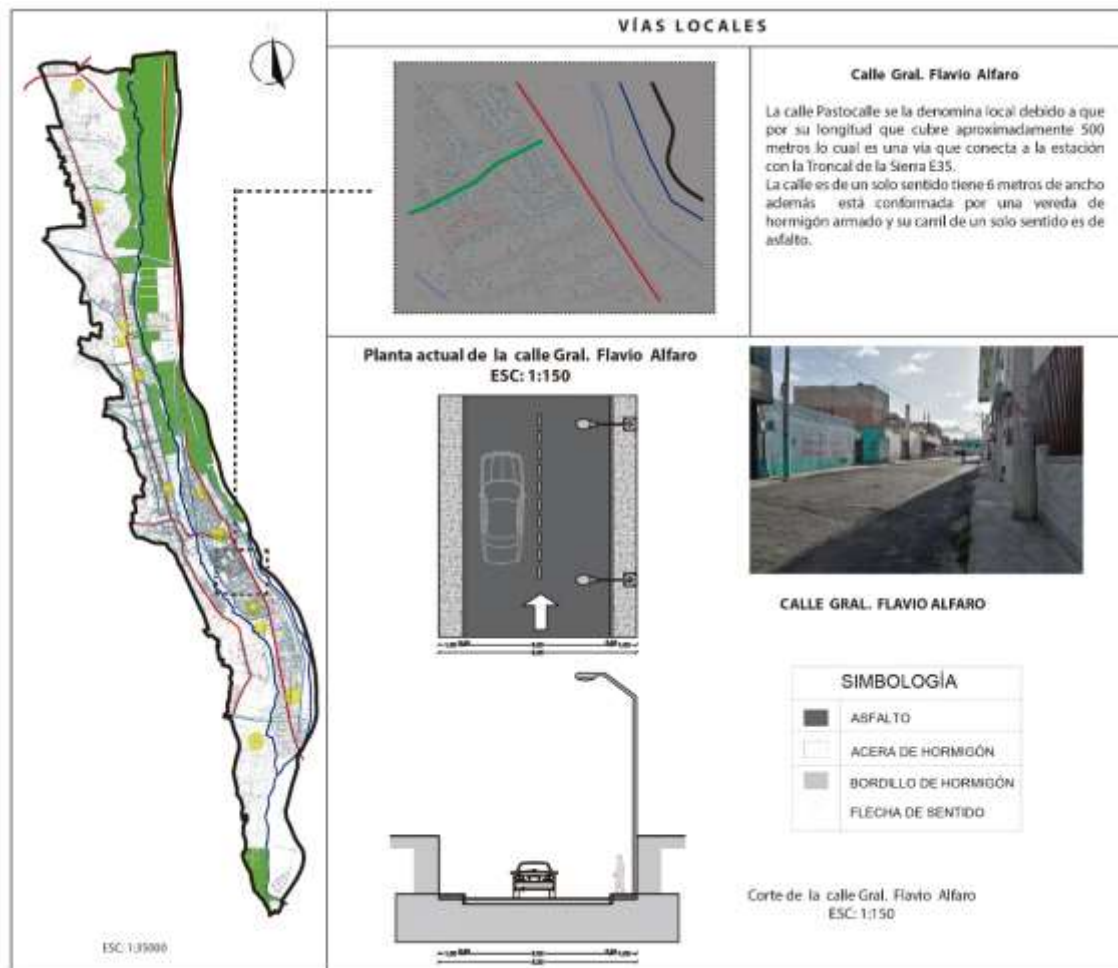 VÍAS LOCALES
Calle Gral. Flavio Alfaro
La calle Pastocalle se la denomina local debido a que
por su longitud que cubre aproximadamente 500
metros lo cual es una vía que conecta a la estación
con la Troncal de la Sierra E35.
La calle es de un solo sentido tiene 6 metros de ancho
además está conformada por una vereda de
hormigón armado y su carril de un solo sentido es de
asfalto.
Planta actual de la calle Gral. Flavio Alfaro
ESC: 1:150
CALLE GRAL. FLAVIO ALFARO
SIMBOLOGÍA
ASFALTO
ACERA DE HORMIGÓN
BORDILLO DE HORMIGÓN
FLECHA DE SENTIDO
Corte de la calle Gral. Flavio Alfaro
ESC: 1:150
ESC: 1:35000